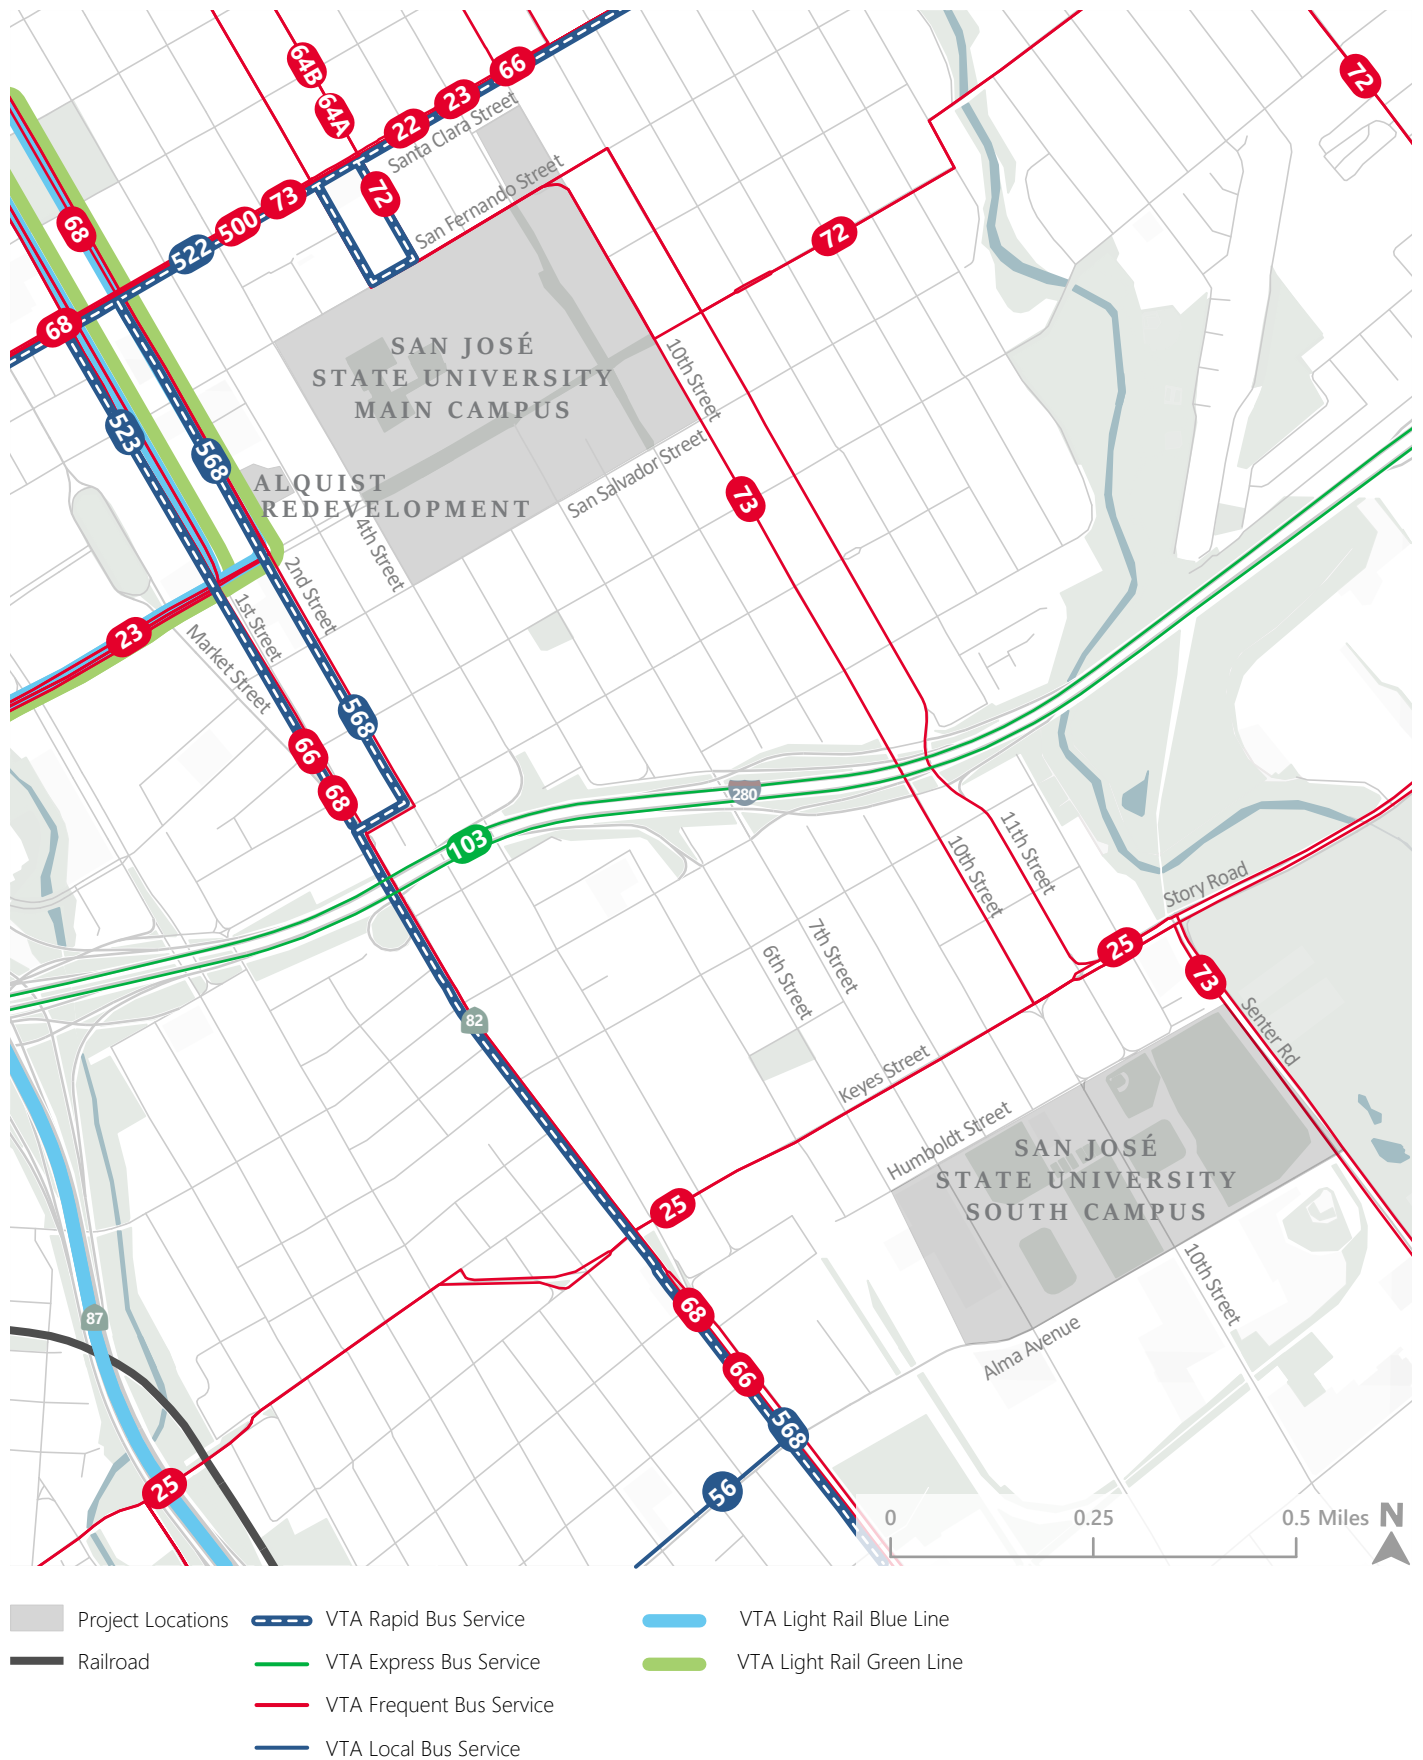 64B
64A
66
23
22
72
Santa Clara Street
San Fernando Street
72
73
500
522
68
68
72
SAN JOSÉ
STATE UNIVERSITY
MAIN CAMPUS
10th Street
523
568
San Salvador Street
73
ALQUIST
REDEVELOPMENT
4th Street
2nd Street
1st Street
Market Street
23
568
66
68
280
103
10th Street
11th Street
Story Road
25
73
6th Street
7th Street
Senter Rd
82
Keyes Street
Humboldt Street
SAN JOSÉ
STATE UNIVERSITY
SOUTH CAMPUS
25
10th Street
Alma Avenue
87
68
66
568
56
25
0 0.25 0.5 Miles N
Project Locations
Railroad
VTA Rapid Bus Service
VTA Express Bus Service
VTA Frequent Bus Service
VTA Local Bus Service
VTA Light Rail Blue Line
VTA Light Rail Green Line